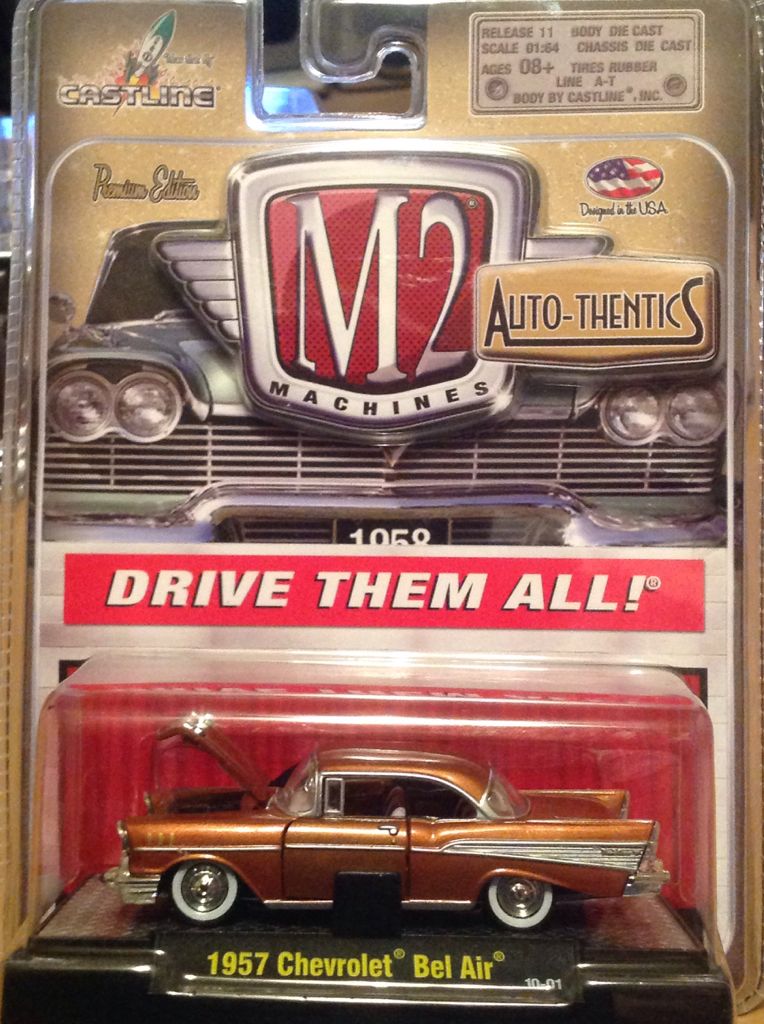 RELEASE 11 BODY DIE CAST
SCALE 01:64 CHASSIS DIE CAST
AGES 08+ TIRES RUBBER
LINE A-T
BODY BY CASTLINE®, INC.
CASTLINE®
Premium Edition
Designed in the USA
M2®
MACHINES
AUTO-THENTICS
1958
DRIVE THEM ALL!®
1957 Chevrolet® Bel Air®
10-01